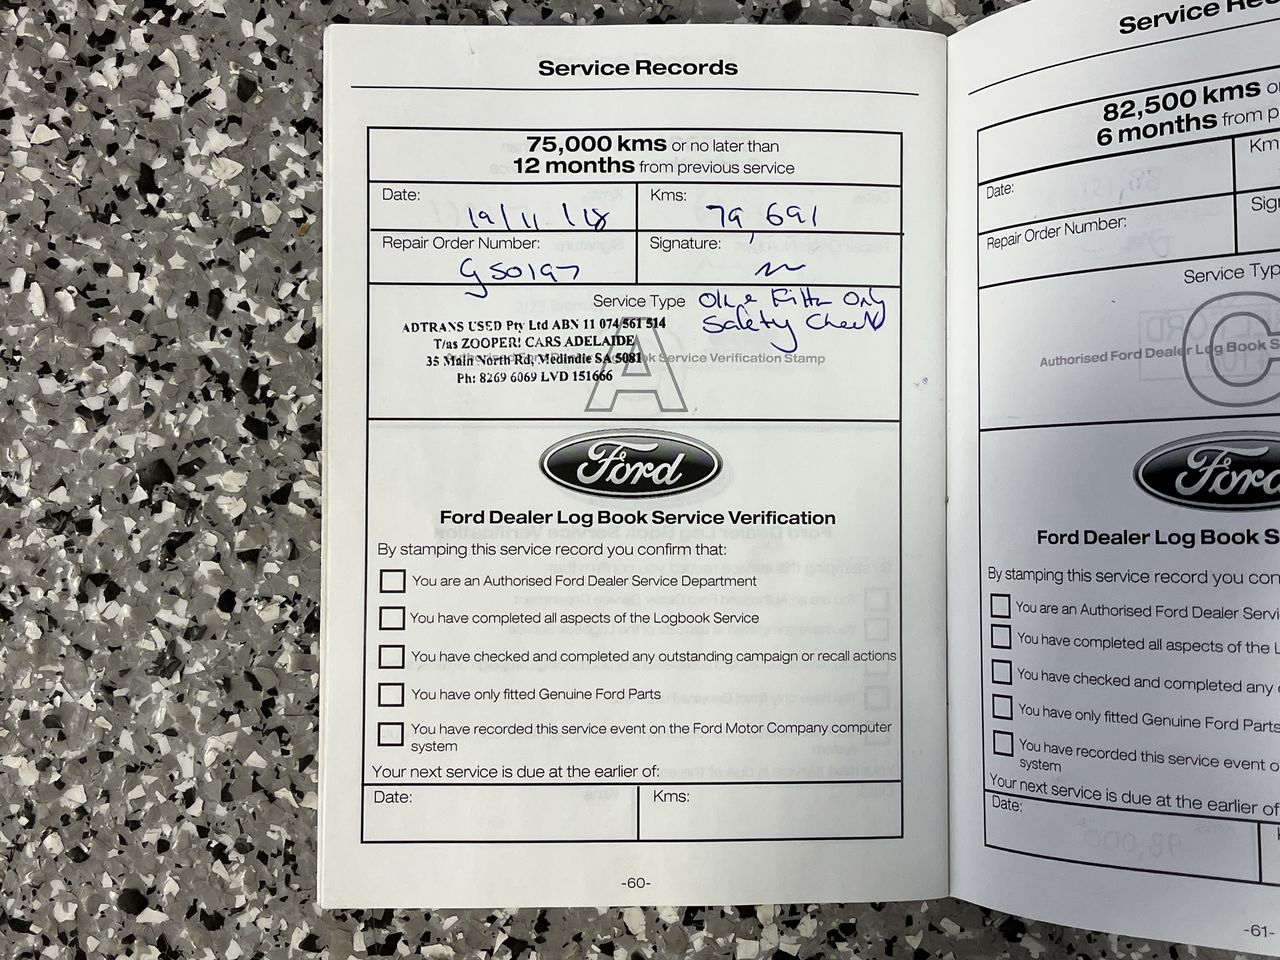 Service Records
75,000 kms or no later than
12 months from previous service
Date:
19/11/18
Kms:
79,691
Repair Order Number:
G50197
Signature:
Service Type
Oil & Filter Only
Safety Check
ADTRANS USED Pty Ltd ABN 11 074 561 514
T/as ZOOPER! CARS ADELAIDE
35 Main North Rd, Medindie SA 5081
Ph: 8269 6069 LVD 151666
Service Verification Stamp
A
Ford
Ford Dealer Log Book Service Verification
By stamping this service record you confirm that:
You are an Authorised Ford Dealer Service Department
You have completed all aspects of the Logbook Service
You have checked and completed any outstanding campaign or recall actions
You have only fitted Genuine Ford Parts
You have recorded this service event on the Ford Motor Company computer
system
Your next service is due at the earlier of:
Date:
Kms:
-60-
Service Rec
82,500 kms o
6 months from p
Date:
Km
Repair Order Number:
Sig
Service Typ
C
Authorised Ford Dealer Log Book S
Ford
Ford Dealer Log Book S
By stamping this service record you con
You are an Authorised Ford Dealer Servi
You have completed all aspects of the L
You have checked and completed any
You have only fitted Genuine Ford Parts
You have recorded this service event o
system
Your next service is due at the earlier of
Date:
-61-